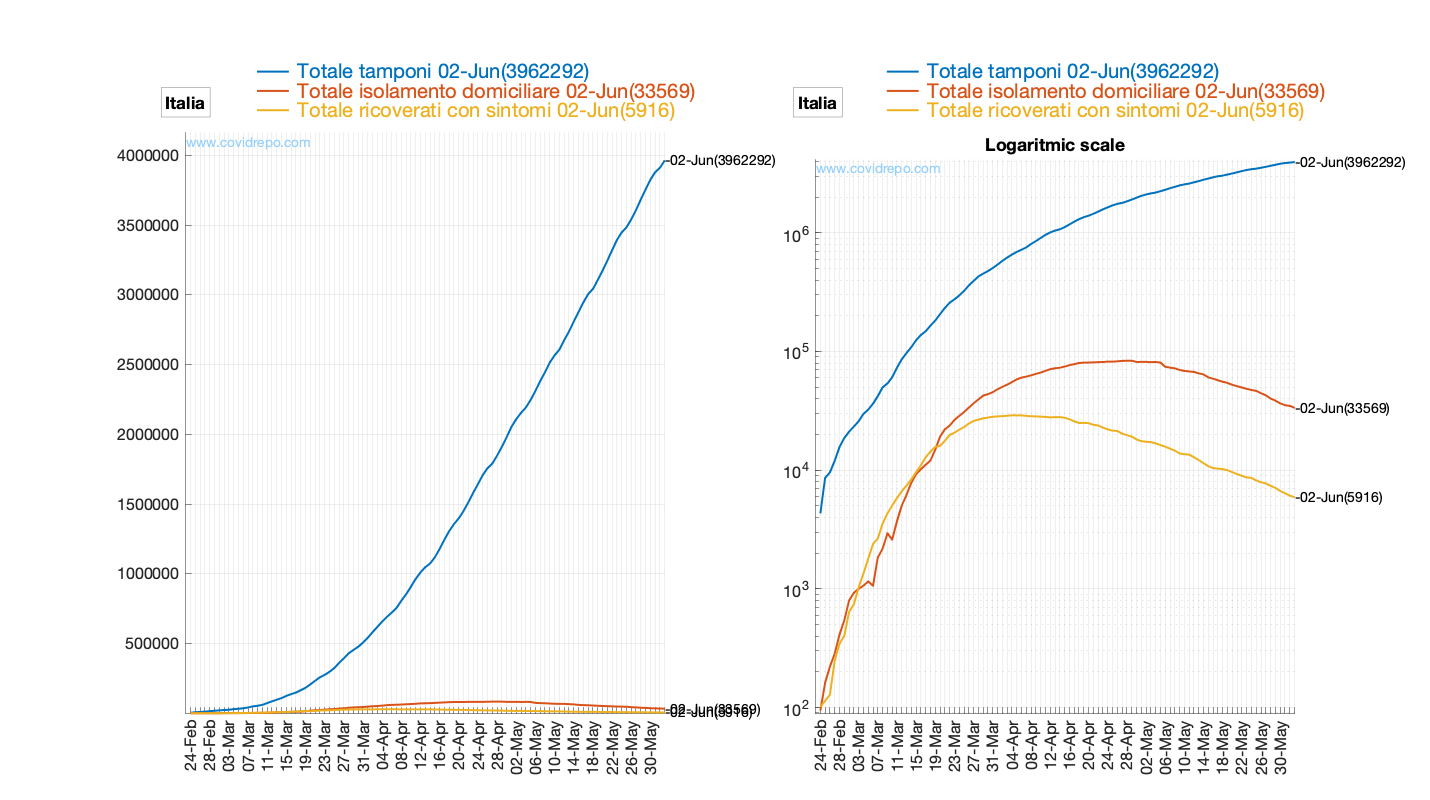 Totale tamponi 02-Jun(3962292)
Totale isolamento domiciliare 02-Jun(33569)
Totale ricoverati con sintomi 02-Jun(5916)
Italia
www.covidrepo.com
4000000
3500000
3000000
2500000
2000000
1500000
1000000
500000
-02-Jun(3962292)
-02-Jun(33569)
-02-Jun(5916)
24-Feb
28-Feb
03-Mar
07-Mar
11-Mar
15-Mar
19-Mar
23-Mar
27-Mar
31-Mar
04-Apr
08-Apr
12-Apr
16-Apr
20-Apr
24-Apr
28-Apr
02-May
06-May
10-May
14-May
18-May
22-May
26-May
30-May
Totale tamponi 02-Jun(3962292)
Totale isolamento domiciliare 02-Jun(33569)
Totale ricoverati con sintomi 02-Jun(5916)
Italia
Logaritmic scale
www.covidrepo.com
10^6
10^5
10^4
10^3
10^2
-02-Jun(3962292)
-02-Jun(33569)
-02-Jun(5916)
24-Feb
28-Feb
03-Mar
07-Mar
11-Mar
15-Mar
19-Mar
23-Mar
27-Mar
31-Mar
04-Apr
08-Apr
12-Apr
16-Apr
20-Apr
24-Apr
28-Apr
02-May
06-May
10-May
14-May
18-May
22-May
26-May
30-May